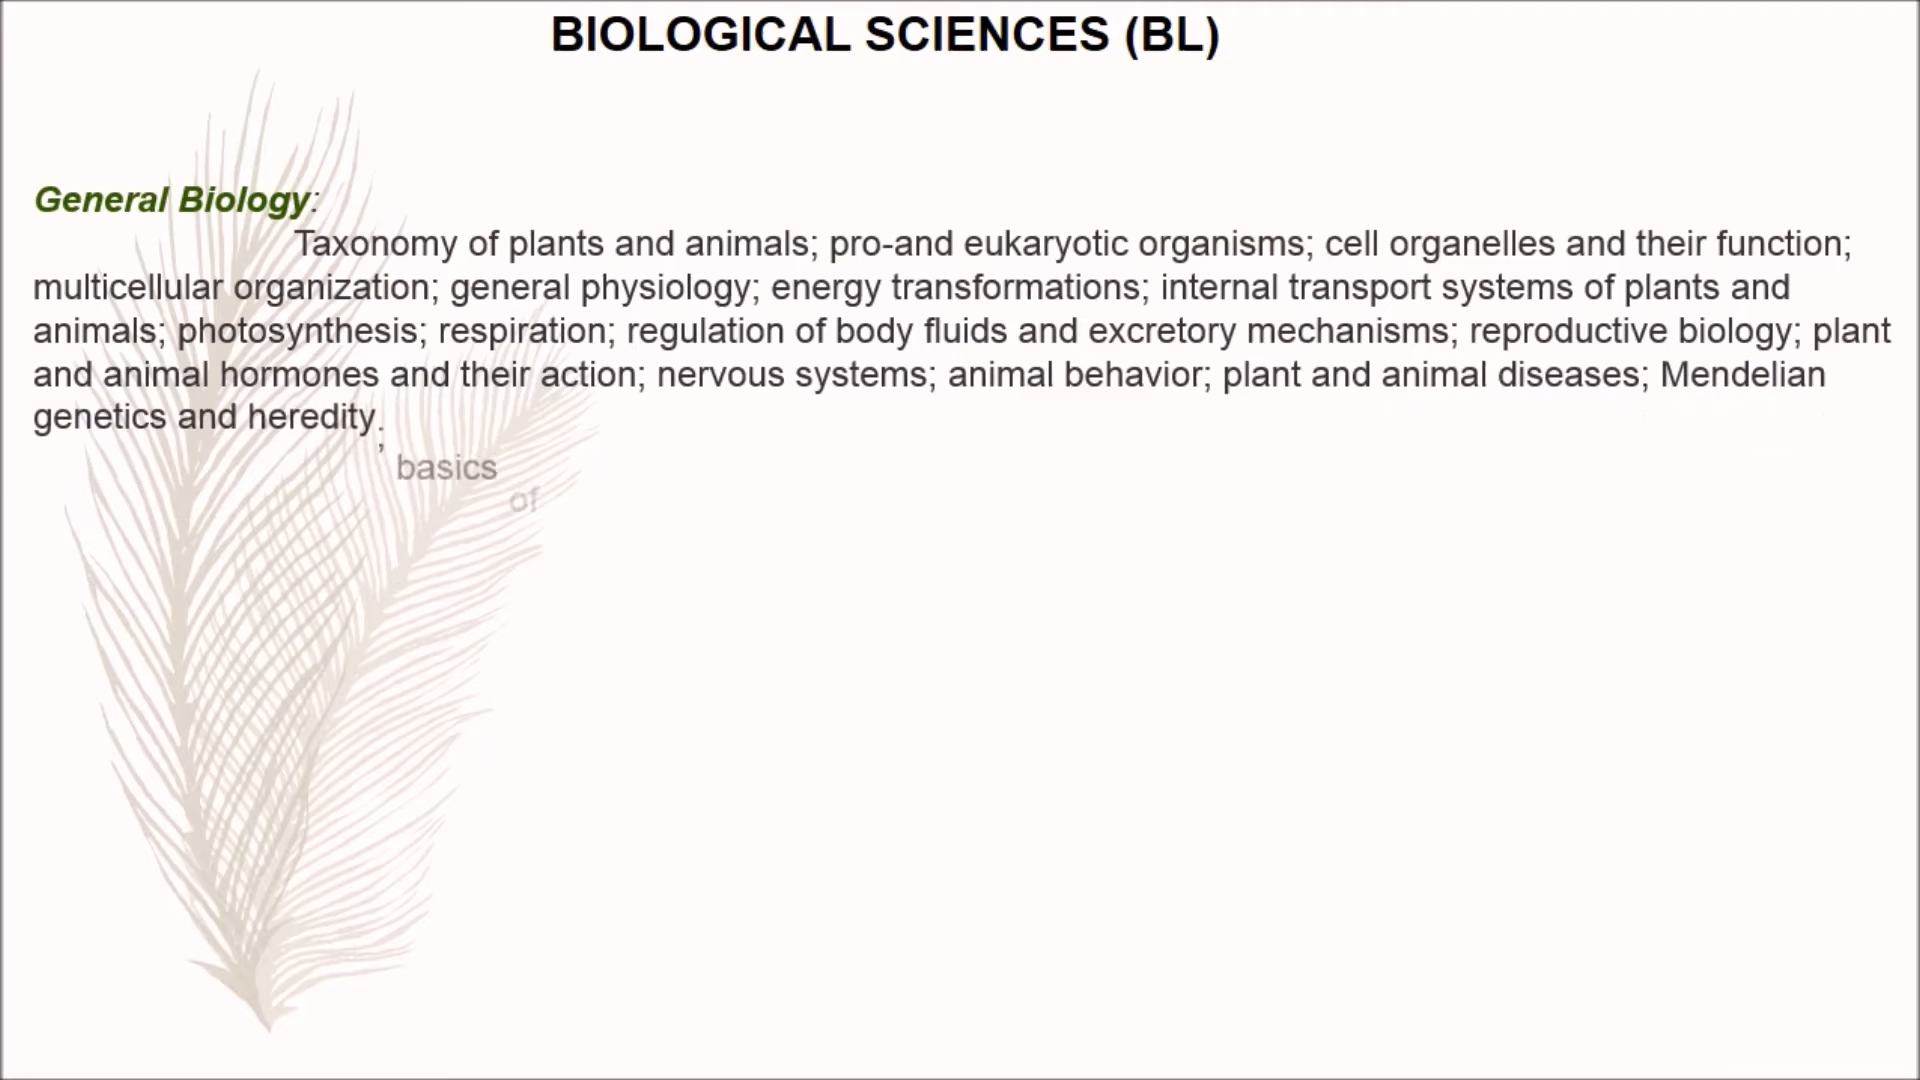 BIOLOGICAL SCIENCES (BL)
General Biology:
Taxonomy of plants and animals; pro-and eukaryotic organisms; cell organelles and their function;
multicellular organization; general physiology; energy transformations; internal transport systems of plants and
animals; photosynthesis; respiration; regulation of body fluids and excretory mechanisms; reproductive biology; plant
and animal hormones and their action; nervous systems; animal behavior; plant and animal diseases; Mendelian
genetics and heredity;
basics
of